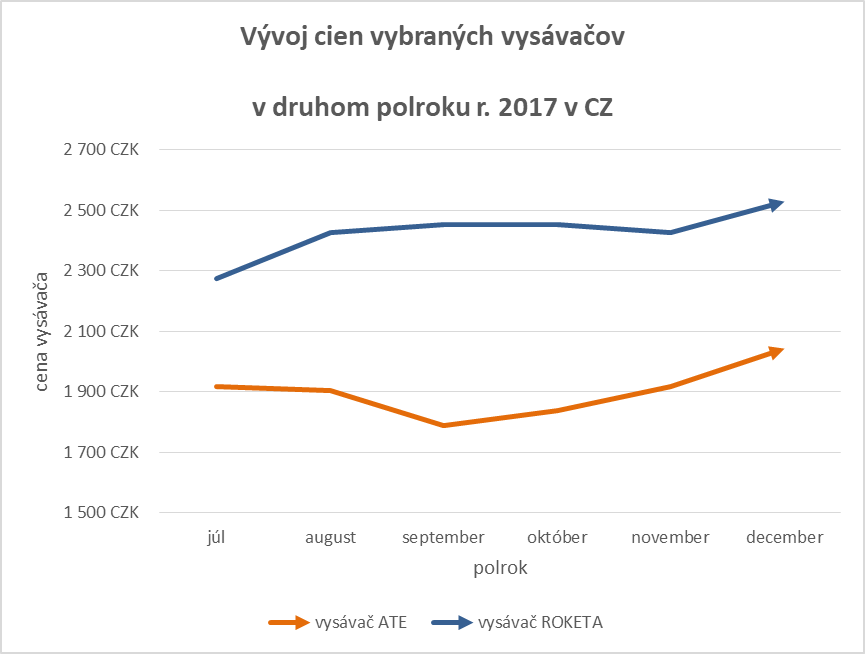 Vývoj cien vybraných vysávačov
v druhom polroku r. 2017 v CZ
2 700 CZK
2 500 CZK
2 300 CZK
2 100 CZK
1 900 CZK
1 700 CZK
1 500 CZK
cena vysávača
júl august september október november december
polrok
vysávač ATE vysávač ROKETA